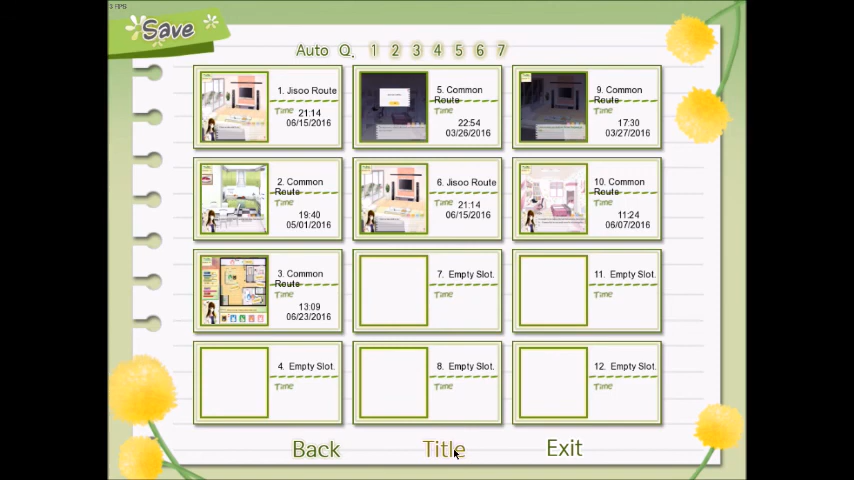 3 FPS
Save
Auto Q. 1 2 3 4 5 6 7
1. Jisoo Route
Time
21:14
06/15/2016
5. Common
Route
Time
22:54
03/26/2016
9. Common
Route
Time
17:30
03/27/2016
2. Common
Route
Time
19:40
05/01/2016
6. Jisoo Route
Time
21:14
06/15/2016
10. Common
Route
Time
11:24
06/07/2016
3. Common
Route
Time
13:09
06/23/2016
7. Empty Slot.
Time
11. Empty Slot.
Time
4. Empty Slot.
Time
8. Empty Slot.
Time
12. Empty Slot.
Time
Back
Title
Exit